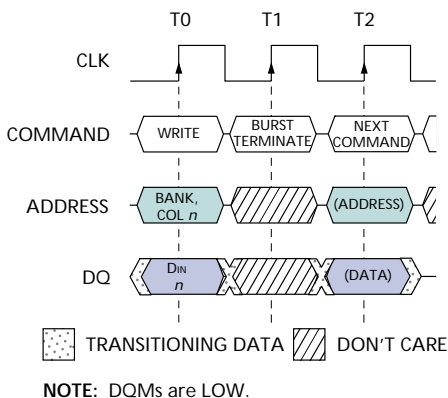 T0 T1 T2
CLK
COMMAND WRITE BURST TERMINATE NEXT COMMAND
ADDRESS BANK, COL n (ADDRESS)
DQ DIN n (DATA)
TRANSITIONING DATA DON'T CARE
NOTE: DQMs are LOW.